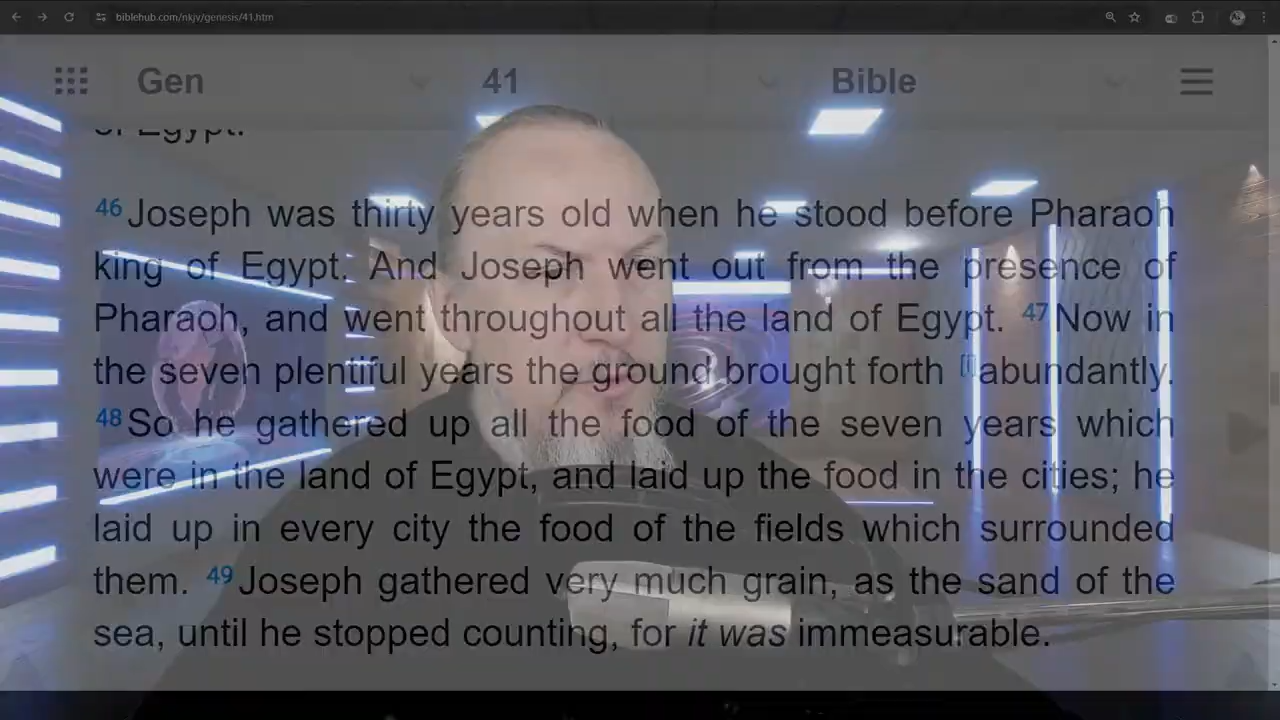 biblehub.com/nkjv/genesis/41.htm
Gen 41 Bible
of Egypt.
46 Joseph was thirty years old when he stood before Pharaoh
king of Egypt. And Joseph went out from the presence of
Pharaoh, and went throughout all the land of Egypt. 47 Now in
the seven plentiful years the ground brought forth [i]abundantly.
48 So he gathered up all the food of the seven years which
were in the land of Egypt, and laid up the food in the cities; he
laid up in every city the food of the fields which surrounded
them. 49 Joseph gathered very much grain, as the sand of the
sea, until he stopped counting, for it was immeasurable.